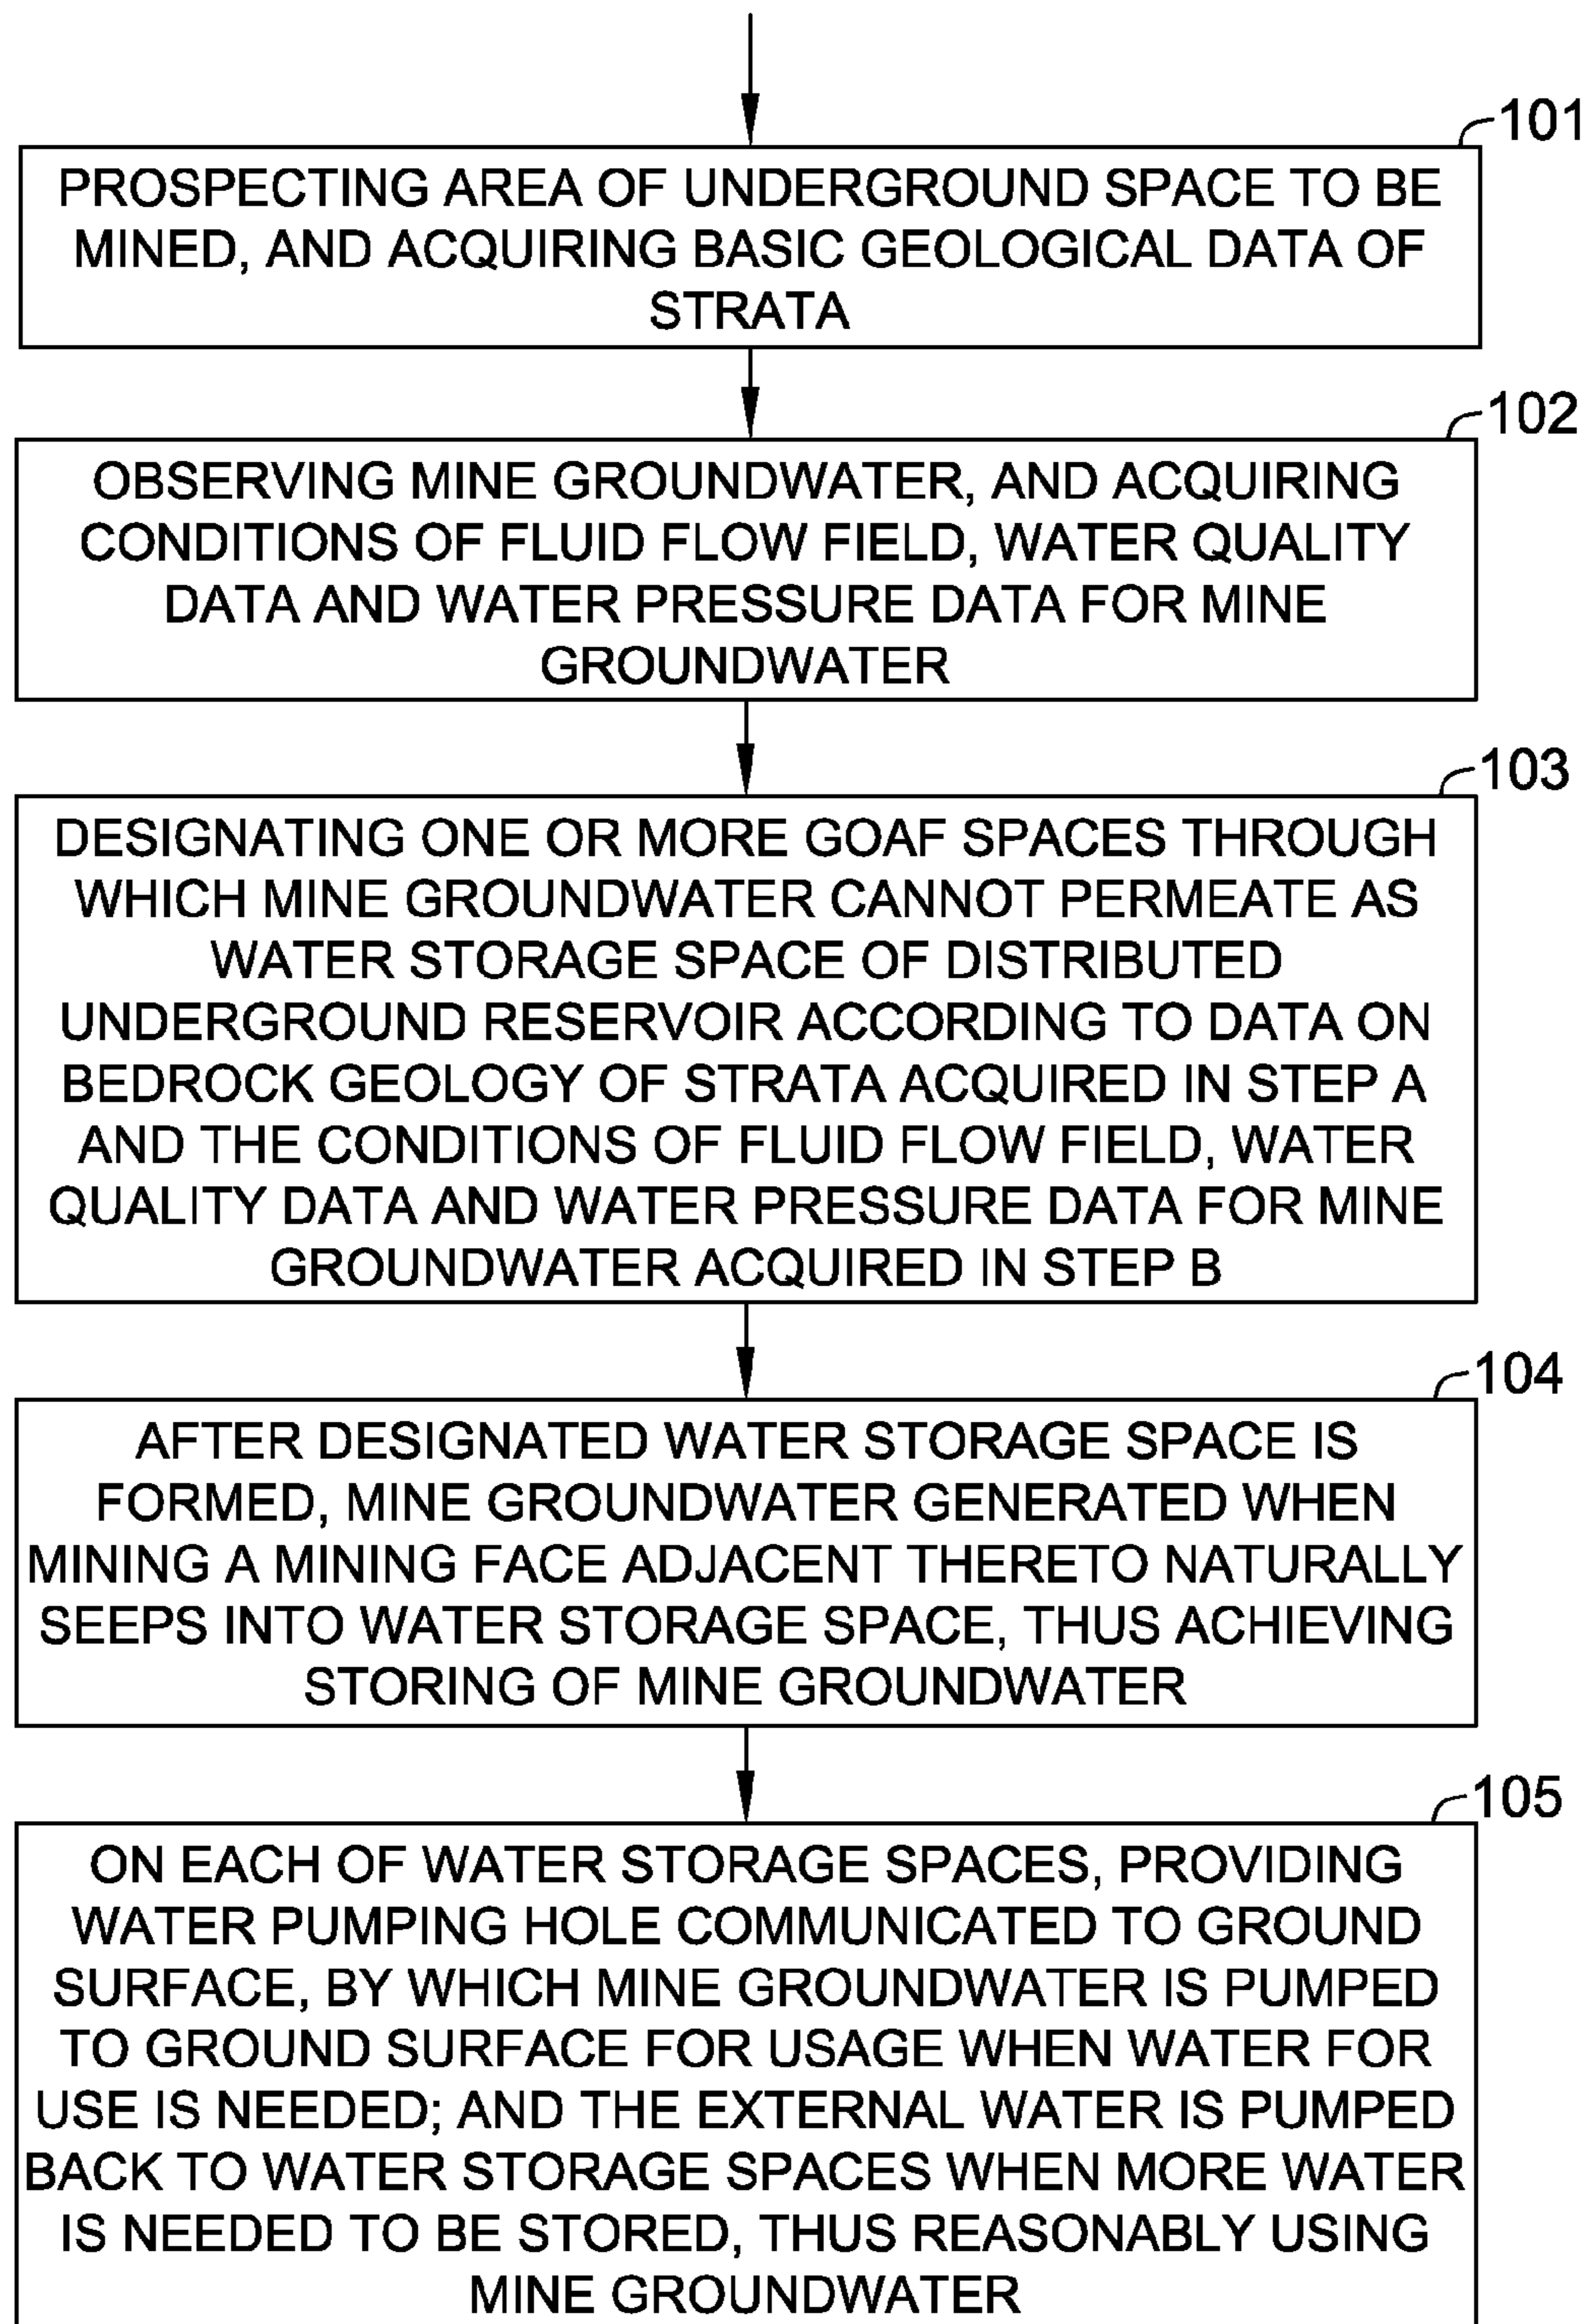 101
PROSPECTING AREA OF UNDERGROUND SPACE TO BE
MINED, AND ACQUIRING BASIC GEOLOGICAL DATA OF
STRATA
102
OBSERVING MINE GROUNDWATER, AND ACQUIRING
CONDITIONS OF FLUID FLOW FIELD, WATER QUALITY
DATA AND WATER PRESSURE DATA FOR MINE
GROUNDWATER
103
DESIGNATING ONE OR MORE GOAF SPACES THROUGH
WHICH MINE GROUNDWATER CANNOT PERMEATE AS
WATER STORAGE SPACE OF DISTRIBUTED
UNDERGROUND RESERVOIR ACCORDING TO DATA ON
BEDROCK GEOLOGY OF STRATA ACQUIRED IN STEP A
AND THE CONDITIONS OF FLUID FLOW FIELD, WATER
QUALITY DATA AND WATER PRESSURE DATA FOR MINE
GROUNDWATER ACQUIRED IN STEP B
104
AFTER DESIGNATED WATER STORAGE SPACE IS
FORMED, MINE GROUNDWATER GENERATED WHEN
MINING A MINING FACE ADJACENT THERETO NATURALLY
SEEPS INTO WATER STORAGE SPACE, THUS ACHIEVING
STORING OF MINE GROUNDWATER
105
ON EACH OF WATER STORAGE SPACES, PROVIDING
WATER PUMPING HOLE COMMUNICATED TO GROUND
SURFACE, BY WHICH MINE GROUNDWATER IS PUMPED
TO GROUND SURFACE FOR USAGE WHEN WATER FOR
USE IS NEEDED; AND THE EXTERNAL WATER IS PUMPED
BACK TO WATER STORAGE SPACES WHEN MORE WATER
IS NEEDED TO BE STORED, THUS REASONABLY USING
MINE GROUNDWATER